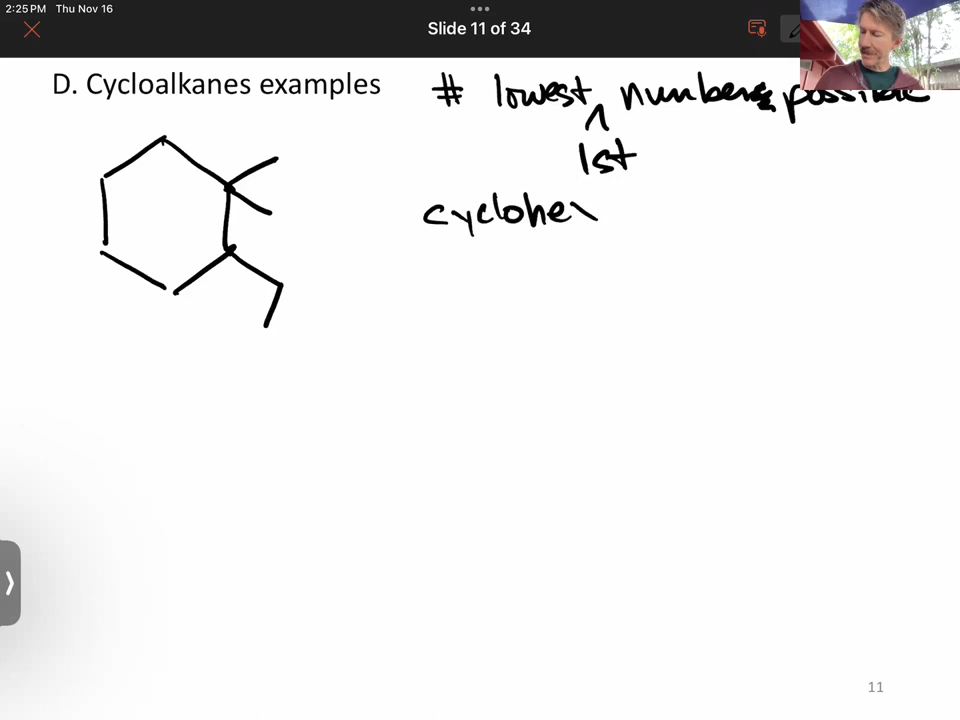 2:25 PM Thu Nov 16
Slide 11 of 34
D. Cycloalkanes examples
# lowest numbers possible
^
1st
cyclohex
11